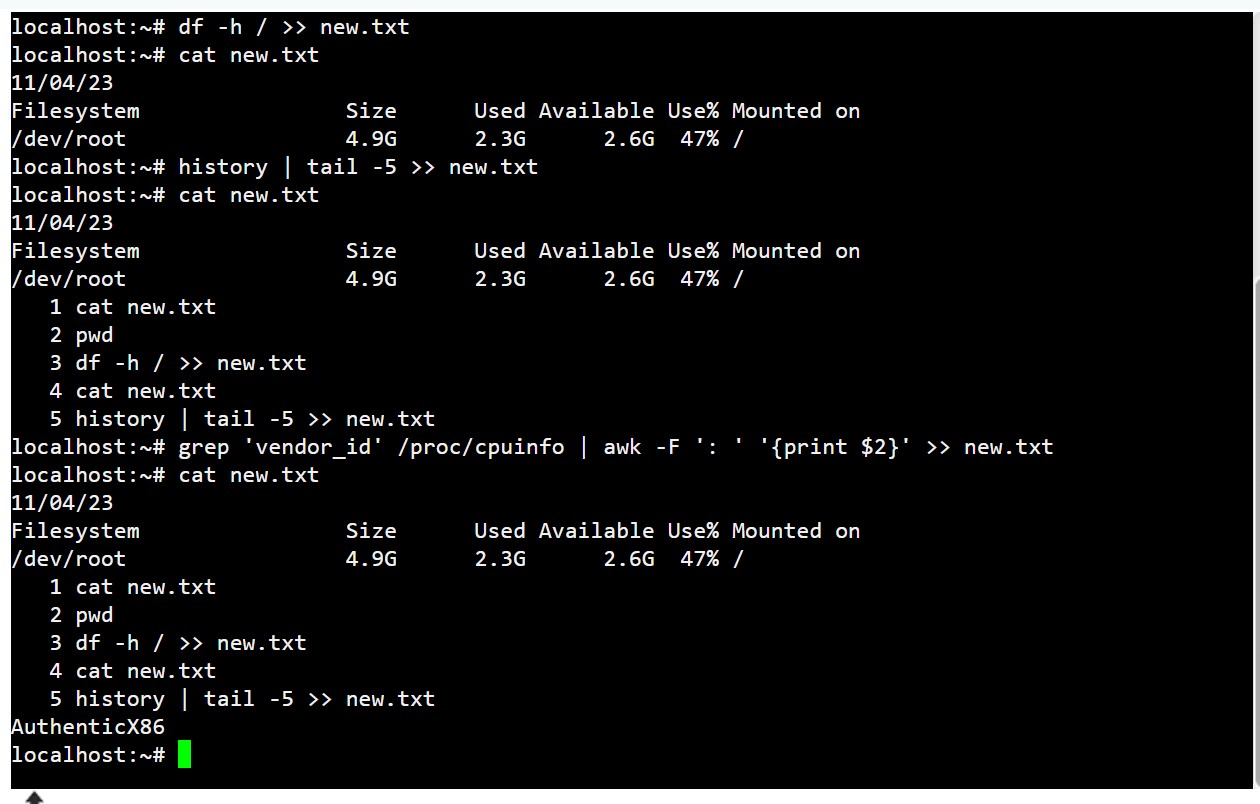 localhost:~# df -h / >> new.txt
localhost:~# cat new.txt
11/04/23
Filesystem                Size      Used Available Use% Mounted on
/dev/root                 4.9G      2.3G      2.6G  47% /
localhost:~# history | tail -5 >> new.txt
localhost:~# cat new.txt
11/04/23
Filesystem                Size      Used Available Use% Mounted on
/dev/root                 4.9G      2.3G      2.6G  47% /
   1 cat new.txt
   2 pwd
   3 df -h / >> new.txt
   4 cat new.txt
   5 history | tail -5 >> new.txt
localhost:~# grep 'vendor_id' /proc/cpuinfo | awk -F ': ' '{print $2}' >> new.txt
localhost:~# cat new.txt
11/04/23
Filesystem                Size      Used Available Use% Mounted on
/dev/root                 4.9G      2.3G      2.6G  47% /
   1 cat new.txt
   2 pwd
   3 df -h / >> new.txt
   4 cat new.txt
   5 history | tail -5 >> new.txt
AuthenticX86
localhost:~#